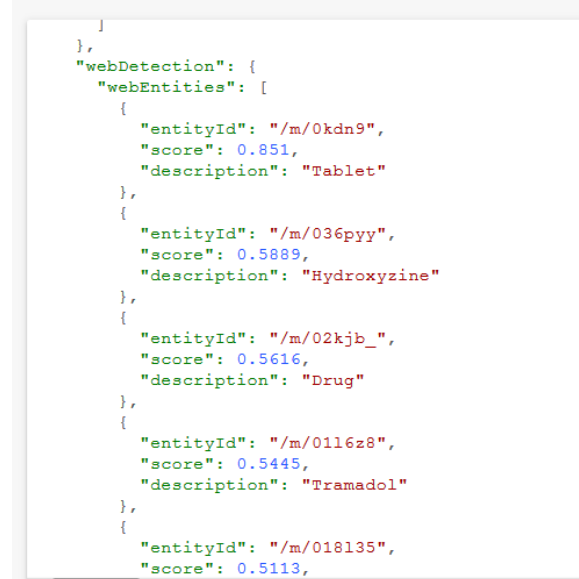 ]
},
"webDetection": {
"webEntities": [
{
"entityId": "/m/0kdn9",
"score": 0.851,
"description": "Tablet"
},
{
"entityId": "/m/036pyy",
"score": 0.5889,
"description": "Hydroxyzine"
},
{
"entityId": "/m/02kjb_",
"score": 0.5616,
"description": "Drug"
},
{
"entityId": "/m/01l6z8",
"score": 0.5445,
"description": "Tramadol"
},
{
"entityId": "/m/018l35",
"score": 0.5113,